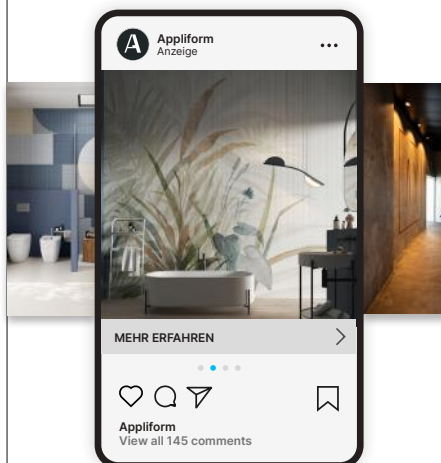 A
Appliform
Anzeige
MEHR ERFAHREN
Appliform
View all 145 comments